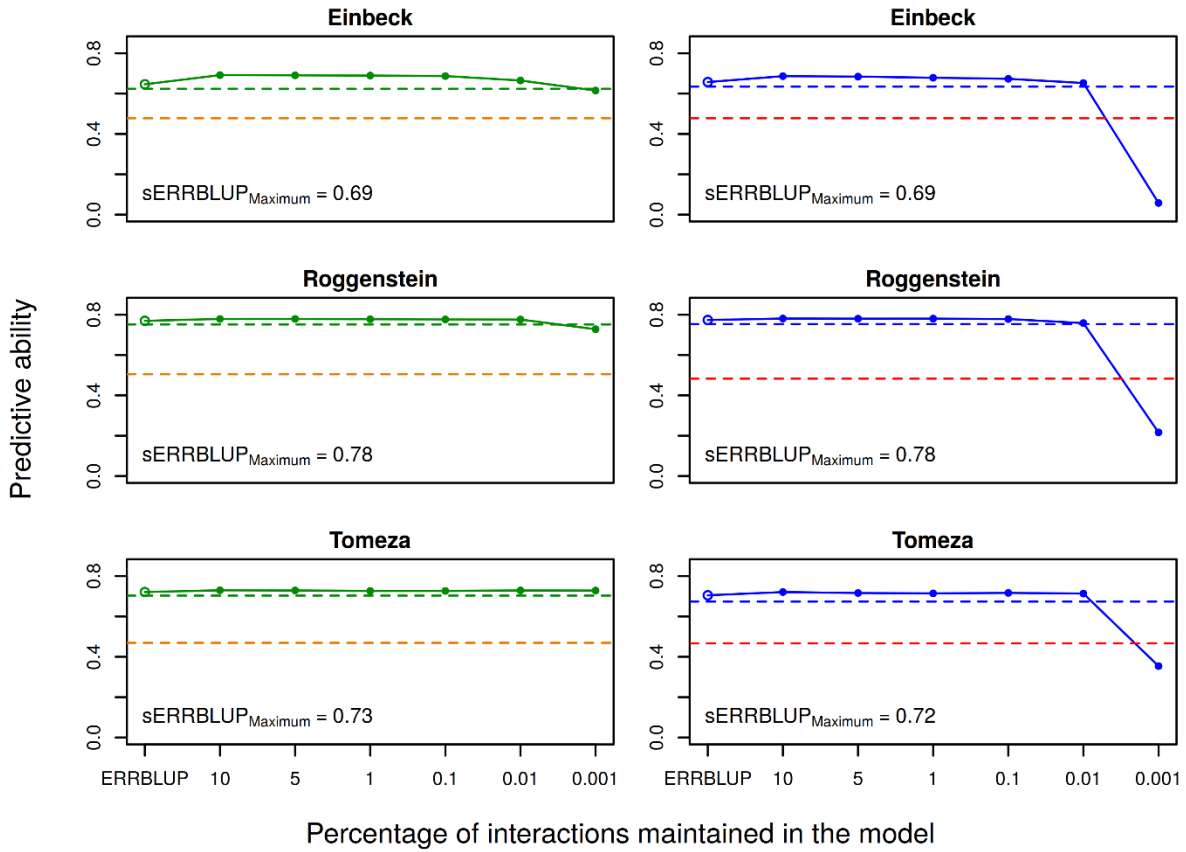 Einbeck
Einbeck
0.8
0.4
0.0
sERRBLUPMaximum = 0.69
0.8
0.4
0.0
sERRBLUPMaximum = 0.69
Roggenstein
Roggenstein
Predictive ability
0.8
0.4
0.0
sERRBLUPMaximum = 0.78
0.8
0.4
0.0
sERRBLUPMaximum = 0.78
Tomeza
Tomeza
0.8
0.4
0.0
sERRBLUPMaximum = 0.73
0.8
0.4
0.0
sERRBLUPMaximum = 0.72
ERRBLUP 10 5 1 0.1 0.01 0.001
ERRBLUP 10 5 1 0.1 0.01 0.001
Percentage of interactions maintained in the model